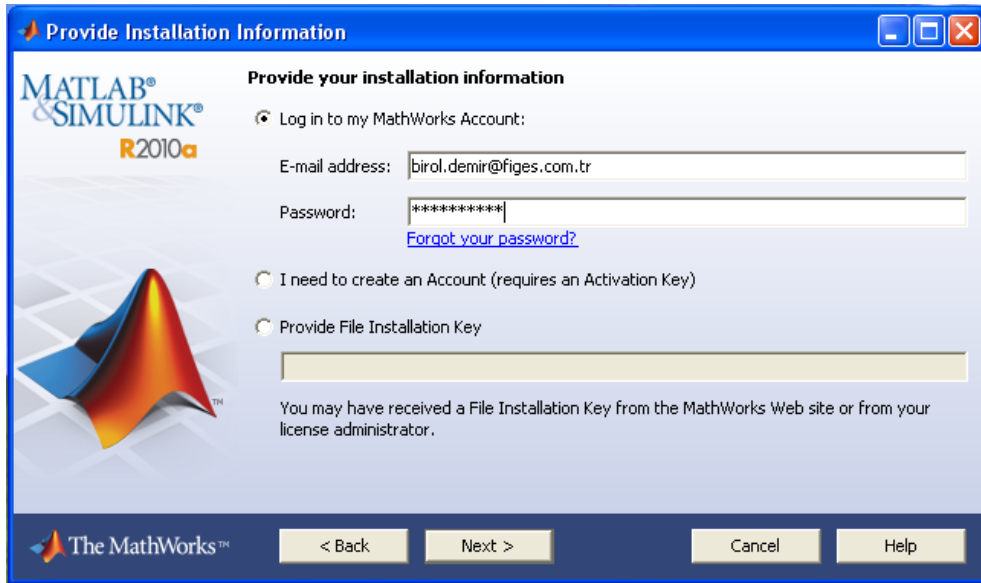 Provide Installation Information
MATLAB®
&SIMULINK®
R2010a
Provide your installation information
Log in to my MathWorks Account:
E-mail address: birol.demir@figes.com.tr
Password: **********
Forgot your password?
I need to create an Account (requires an Activation Key)
Provide File Installation Key
You may have received a File Installation Key from the MathWorks Web site or from your
license administrator.
TM
The MathWorks™ < Back Next > Cancel Help